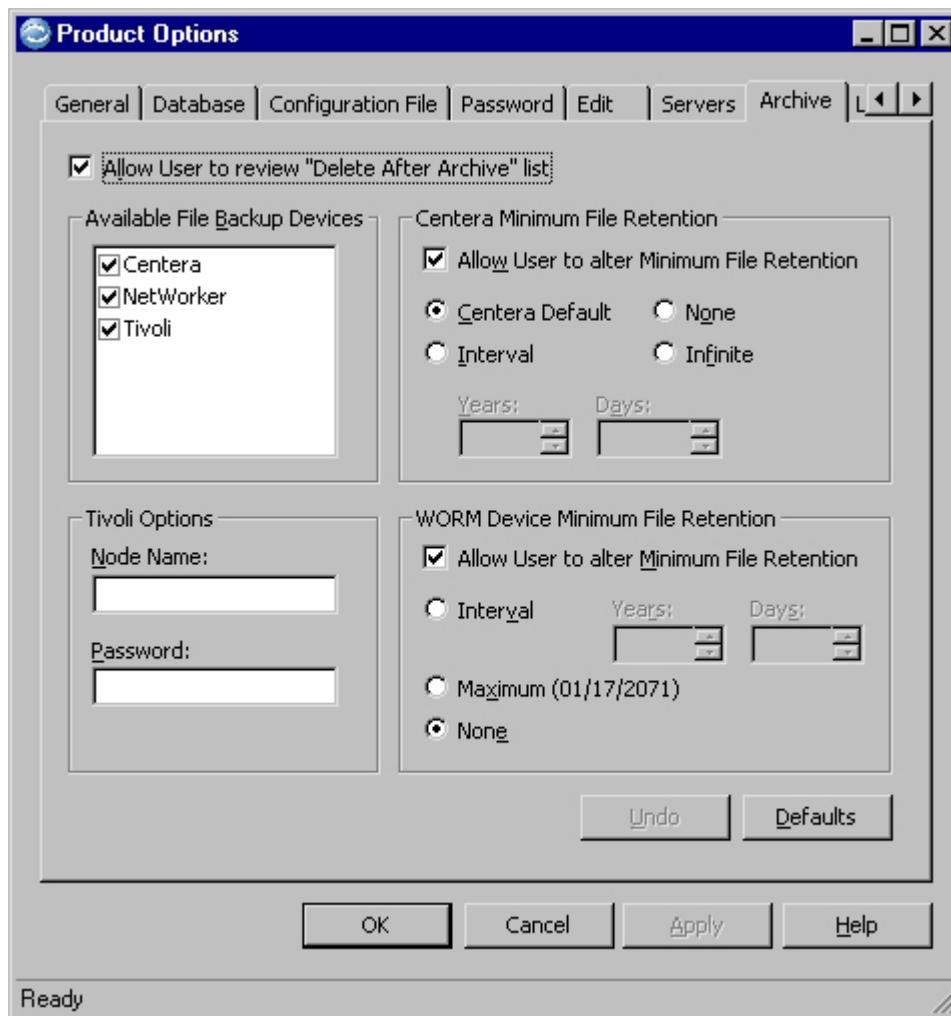 Product Options
General Database Configuration File Password Edit Servers Archive L
Allow User to review "Delete After Archive" list
Available File Backup Devices
Centera
NetWorker
Tivoli
Centera Minimum File Retention
Allow User to alter Minimum File Retention
Centera Default None
Interval Infinite
Years: Days:
Tivoli Options
Node Name:
Password:
WORM Device Minimum File Retention
Allow User to alter Minimum File Retention
Interval Years: Days:
Maximum (01/17/2071)
None
Undo Defaults
OK Cancel Apply Help
Ready